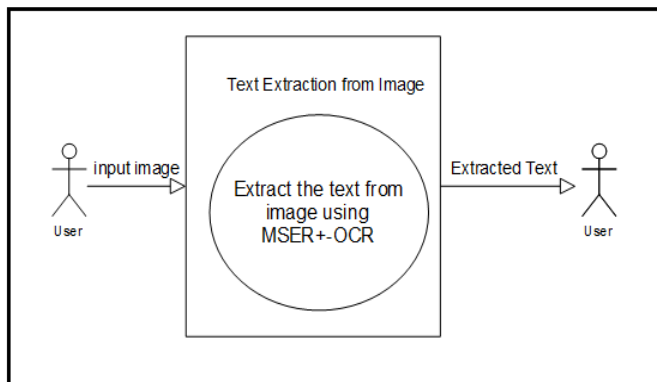 Text Extraction from Image
input image
Extracted Text
Extract the text from
image using
MSER+-OCR
User
User